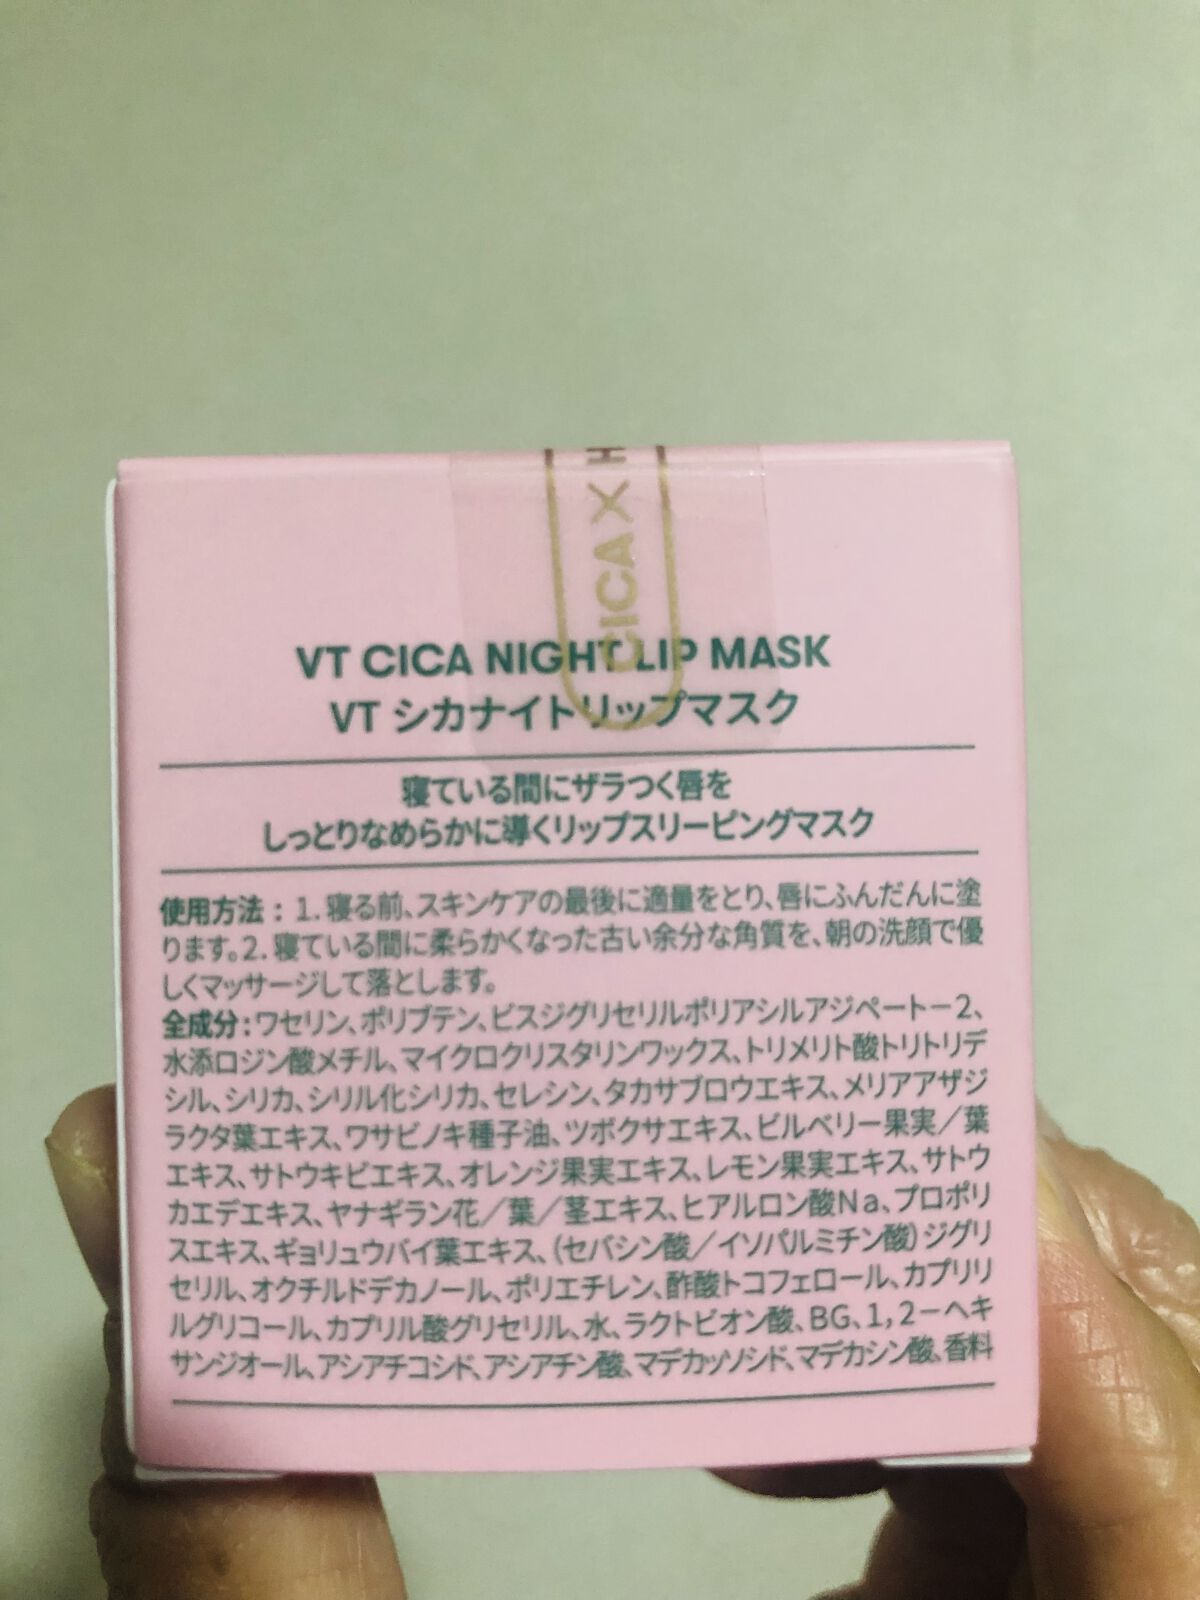 CICA × H
VT CICA NIGHT LIP MASK
VT シカナイトリップマスク
寝ている間にザラつく唇を
しっとりなめらかに導くリップスリーピングマスク
使用方法 : 1. 寝る前、スキンケアの最後に適量をとり、唇にふんだんに塗
ります。2. 寝ている間に柔らかくなった古い余分な角質を、朝の洗顔で優
しくマッサージして落とします。
全成分 : ワセリン、ポリブテン、ビスジグリセリルポリアシルアジペート－2、
水添ロジン酸メチル、マイクロクリスタリンワックス、トリメリト酸トリトリデ
シル、シリカ、シリル化シリカ、セレシン、タカサブロウエキス、メリアアザジ
ラクタ葉エキス、ワサビノキ種子油、ツボクサエキス、ビルベリー果実／葉
エキス、サトウキビエキス、オレンジ果実エキス、レモン果実エキス、サトウ
カエデエキス、ヤナギラン花／葉／茎エキス、ヒアルロン酸Na、プロポリ
スエキス、ギョリュウバイ葉エキス、(セバシン酸／イソパルミチン酸)ジグリ
セリル、オクチルドデカノール、ポリエチレン、酢酸トコフェロール、カプリリ
ルグリコール、カプリル酸グリセリル、水、ラクトビオン酸、BG、1,2－ヘキ
サンジオール、アシアチコシド、アシアチン酸、マデカッソシド、マデカシン酸、香料